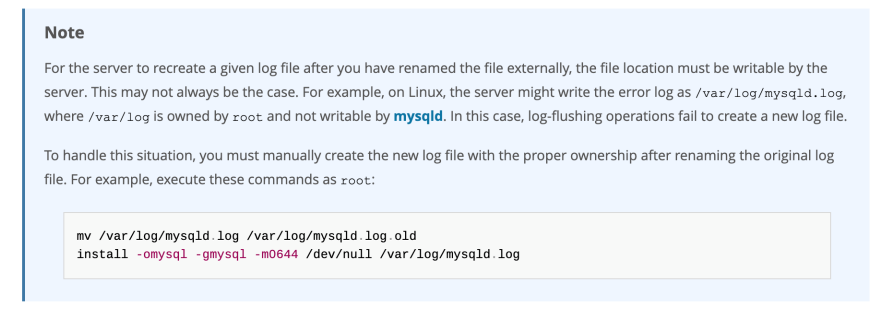 Note
For the server to recreate a given log file after you have renamed the file externally, the file location must be writable by the
server. This may not always be the case. For example, on Linux, the server might write the error log as /var/log/mysqld.log,
where /var/log is owned by root and not writable by mysqld. In this case, log-flushing operations fail to create a new log file.
To handle this situation, you must manually create the new log file with the proper ownership after renaming the original log
file. For example, execute these commands as root:
mv /var/log/mysqld.log /var/log/mysqld.log.old
install -omysql -gmysql -m0644 /dev/null /var/log/mysqld.log